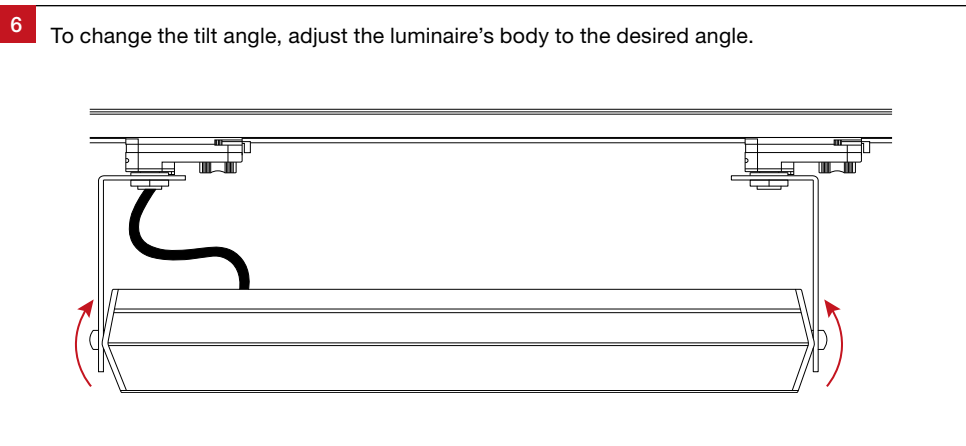 6
To change the tilt angle, adjust the luminaire's body to the desired angle.